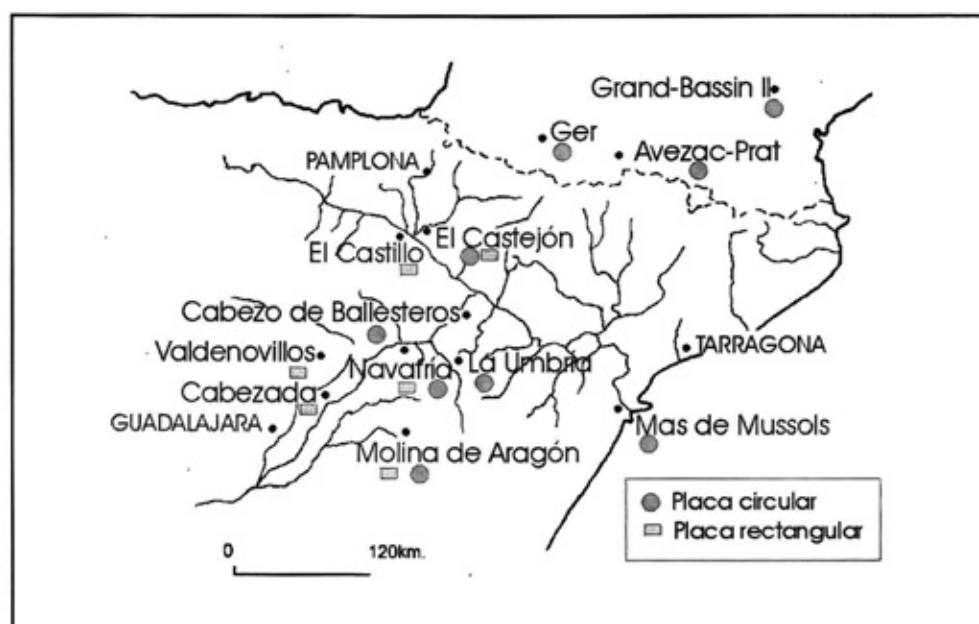 Grand-Bassin II
Ger
Avezac-Prat
PAMPLONA
El Castejón
El Castillo
Cabezo de Ballesteros
Valdenovillos
Navafría
La Umbría
TARRAGONA
Cabezada
GUADALAJARA
Mas de Mussols
Molina de Aragón
Placa circular
Placa rectangular
0 120km.